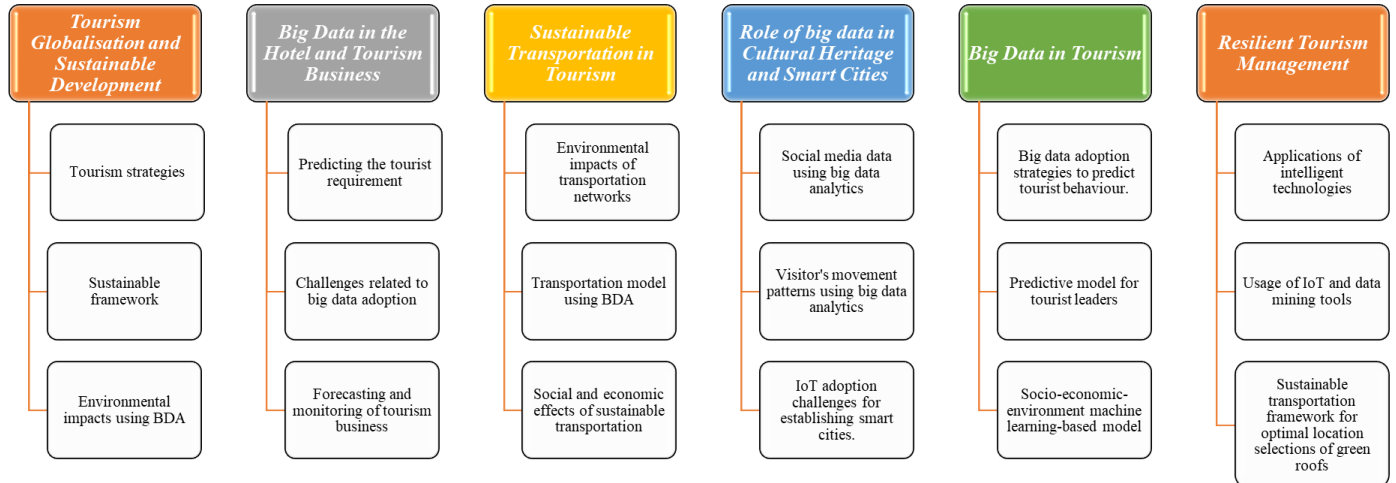 Tourism
Globalisation and
Sustainable
Development
Tourism strategies
Sustainable
framework
Environmental
impacts using BDA
Big Data in the
Hotel and Tourism
Business
Predicting the tourist
requirement
Challenges related to
big data adoption
Forecasting and
monitoring of tourism
business
Sustainable
Transportation in
Tourism
Environmental
impacts of
transportation
networks
Transportation model
using BDA
Social and economic
effects of sustainable
transportation
Role of big data in
Cultural Heritage
and Smart Cities
Social media data
using big data
analytics
Visitor's movement
patterns using big data
analytics
IoT adoption
challenges for
establishing smart
cities.
Big Data in Tourism
Big data adoption
strategies to predict
tourist behaviour.
Predictive model for
tourist leaders
Socio-economic-
environment machine
learning-based model
Resilient Tourism
Management
Applications of
intelligent
technologies
Usage of IoT and data
mining tools
Sustainable
transportation
framework for
optimal location
selections of green
roofs